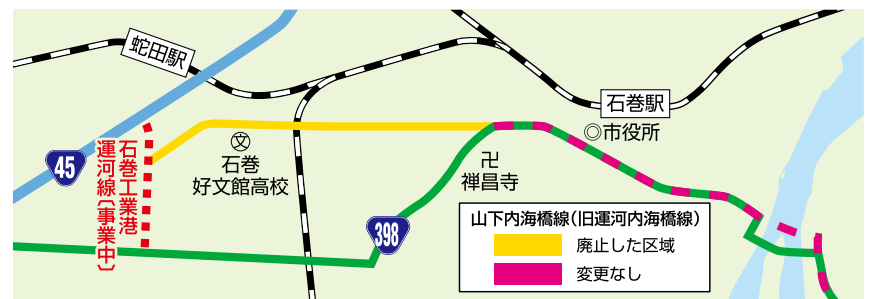 蛇田駅
石巻駅
◎市役所
文
石巻
好文館高校
卍
禅昌寺
45
石巻工業港
運河線〔事業中〕
398
山下内海橋線(旧運河内海橋線)
廃止した区域
変更なし